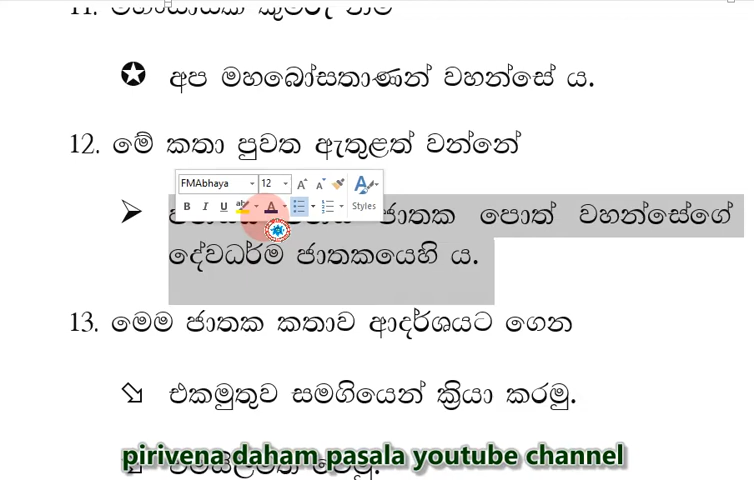 11.
අප මහබෝසතාණන් වහන්සේ ය.
12. මේ කතා පුවත ඇතුළත් වන්නේ
FMAbhaya 12
B I U Styles
ජාතක පොත් වහන්සේගේ
දේවධර්ම ජාතකයෙහි ය.
13. මෙම ජාතක කතාව ආදර්ශයට ගෙන
එකමුතුව සමගියෙන් ක්‍රියා කරමු.
pirivena daham pasala youtube channel